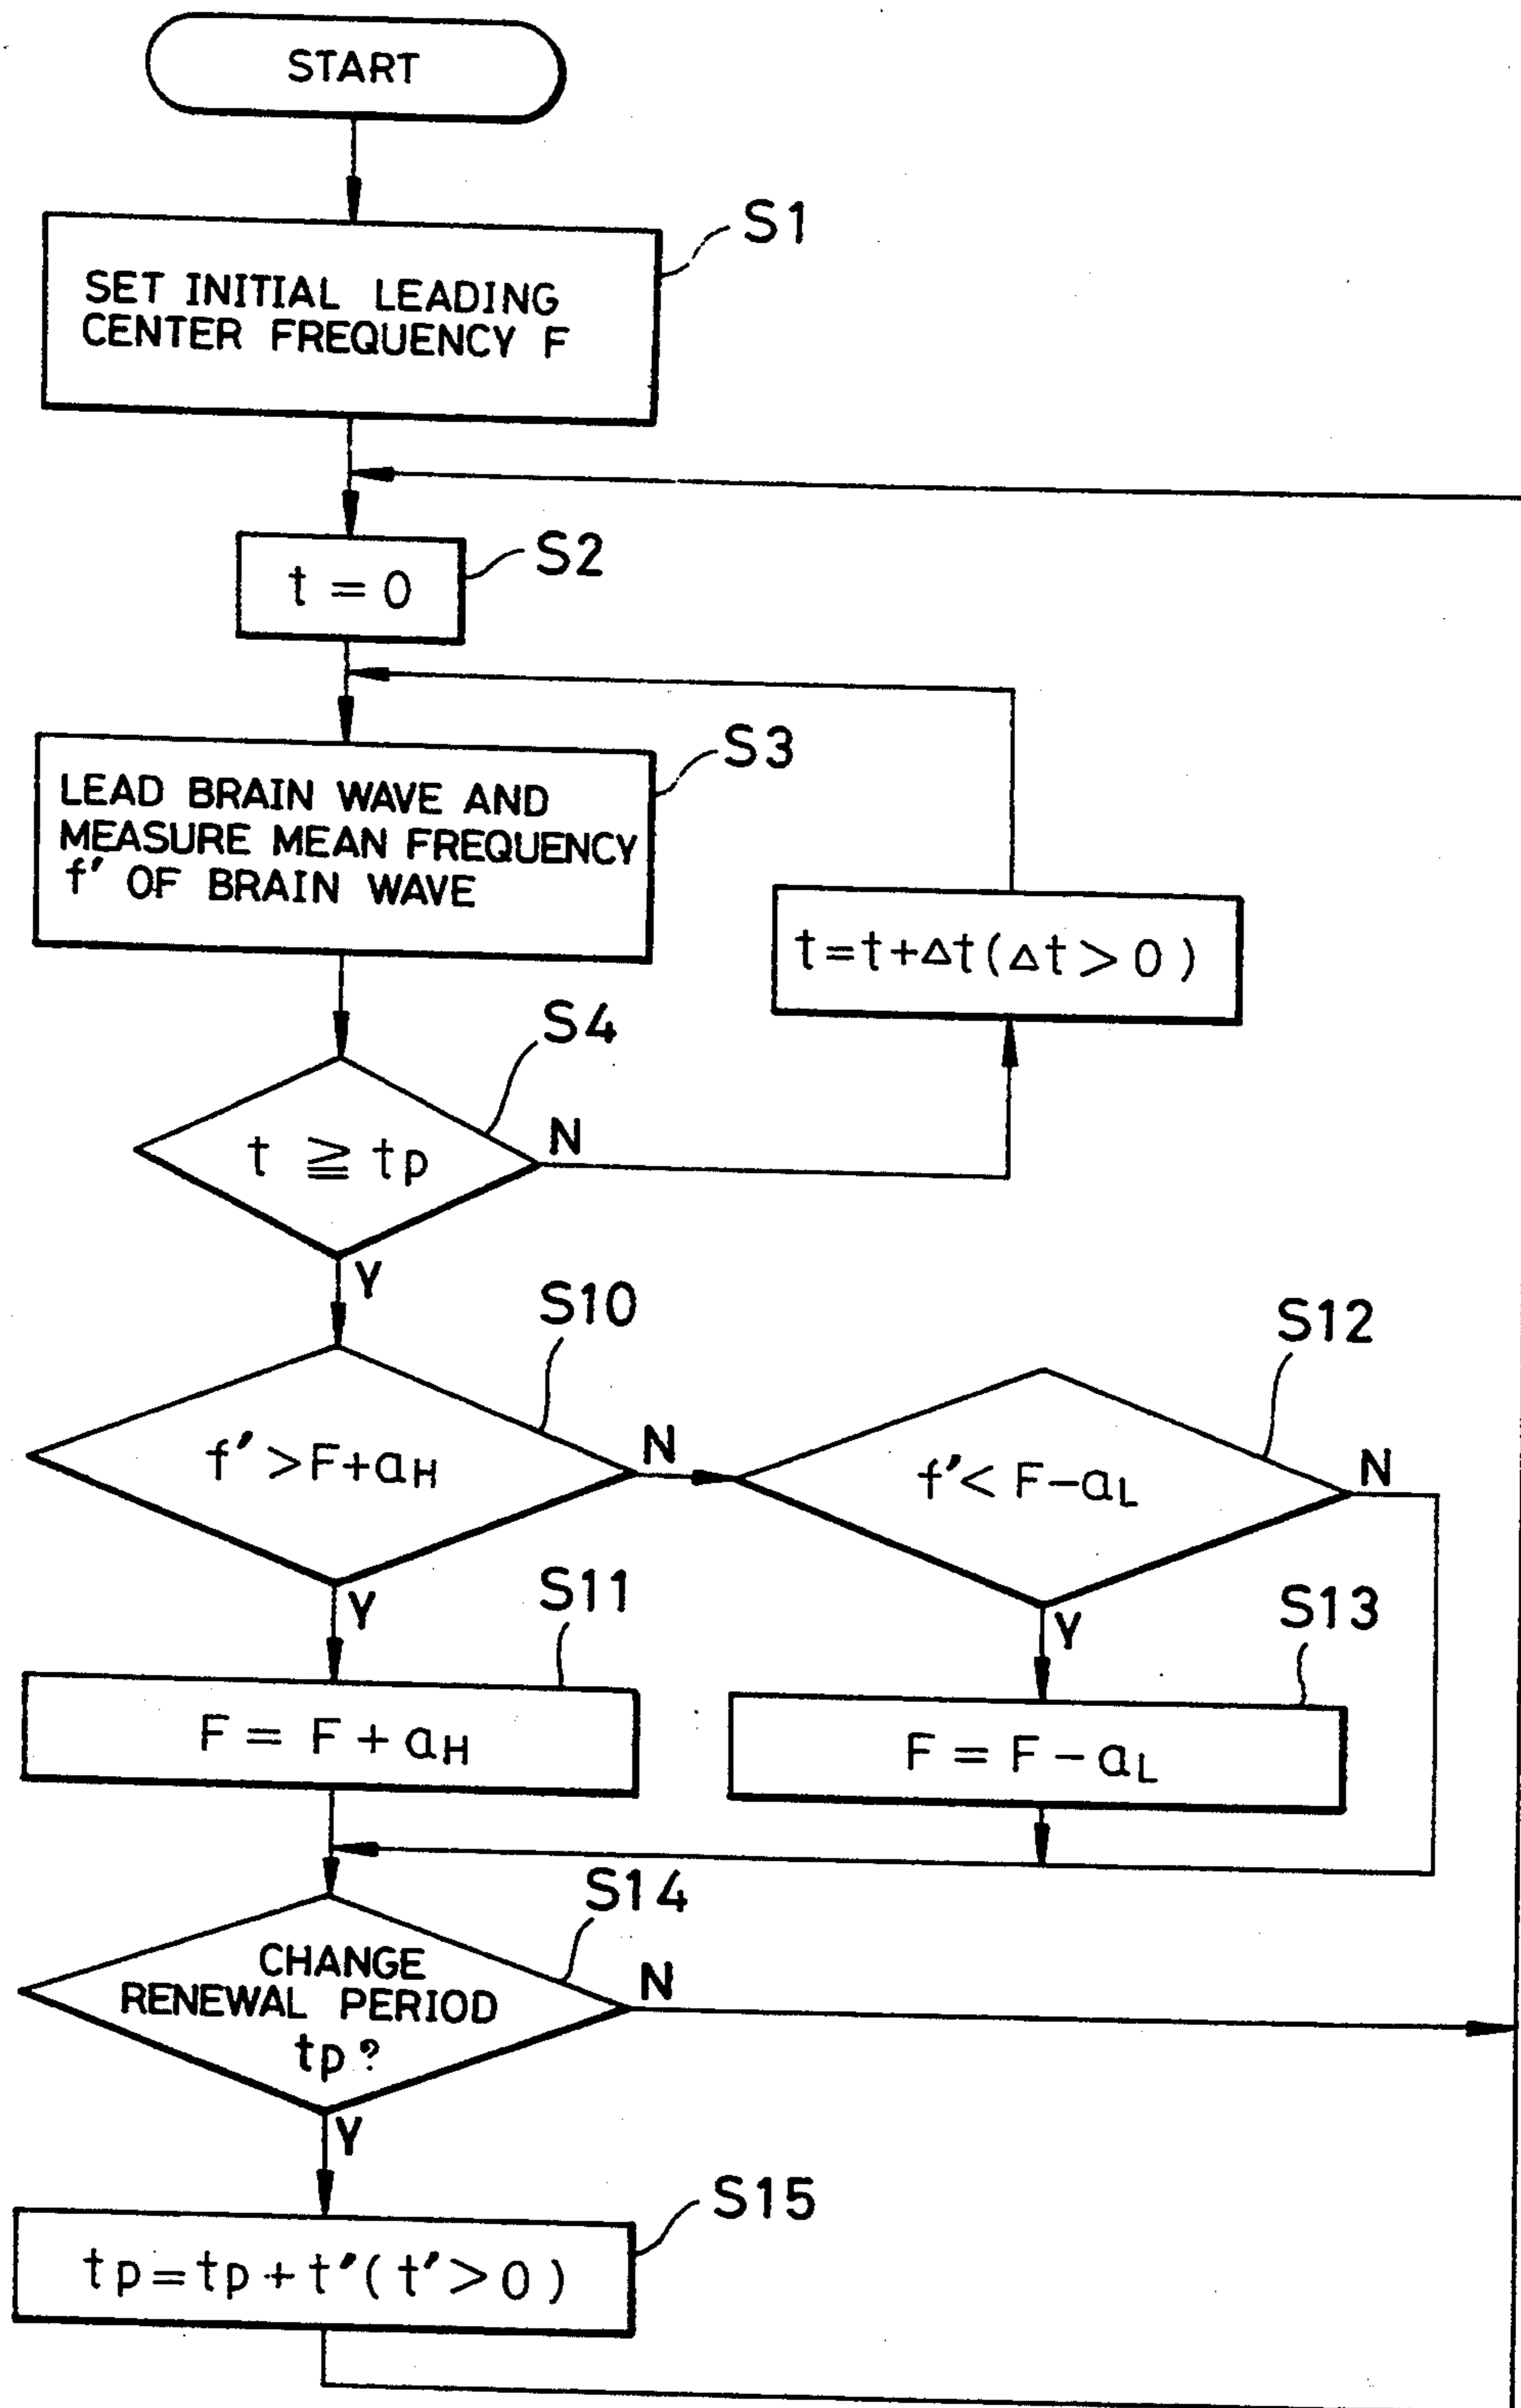 START
S1
SET INITIAL LEADING
CENTER FREQUENCY F
S2
t = 0
S3
LEAD BRAIN WAVE AND
MEASURE MEAN FREQUENCY
f′ OF BRAIN WAVE
t=t+Δt(Δt>0)
S4
t ≧ tp
N
Y
S10
f′>F+aH
N
Y
S12
f′< F−aL
N
Y
S11
F = F + aH
S13
F = F − aL
S14
CHANGE
RENEWAL PERIOD
tp?
N
Y
S15
tp=tp+t′(t′>0)